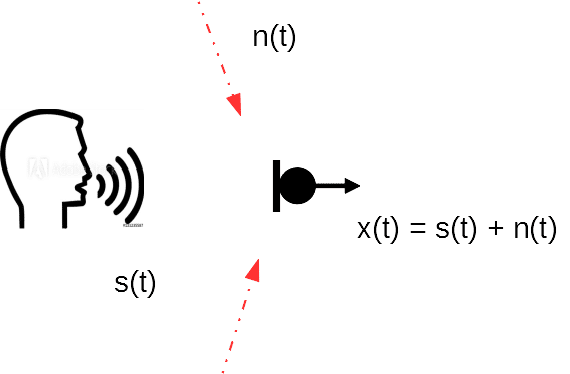 n(t)
x(t) = s(t) + n(t)
s(t)